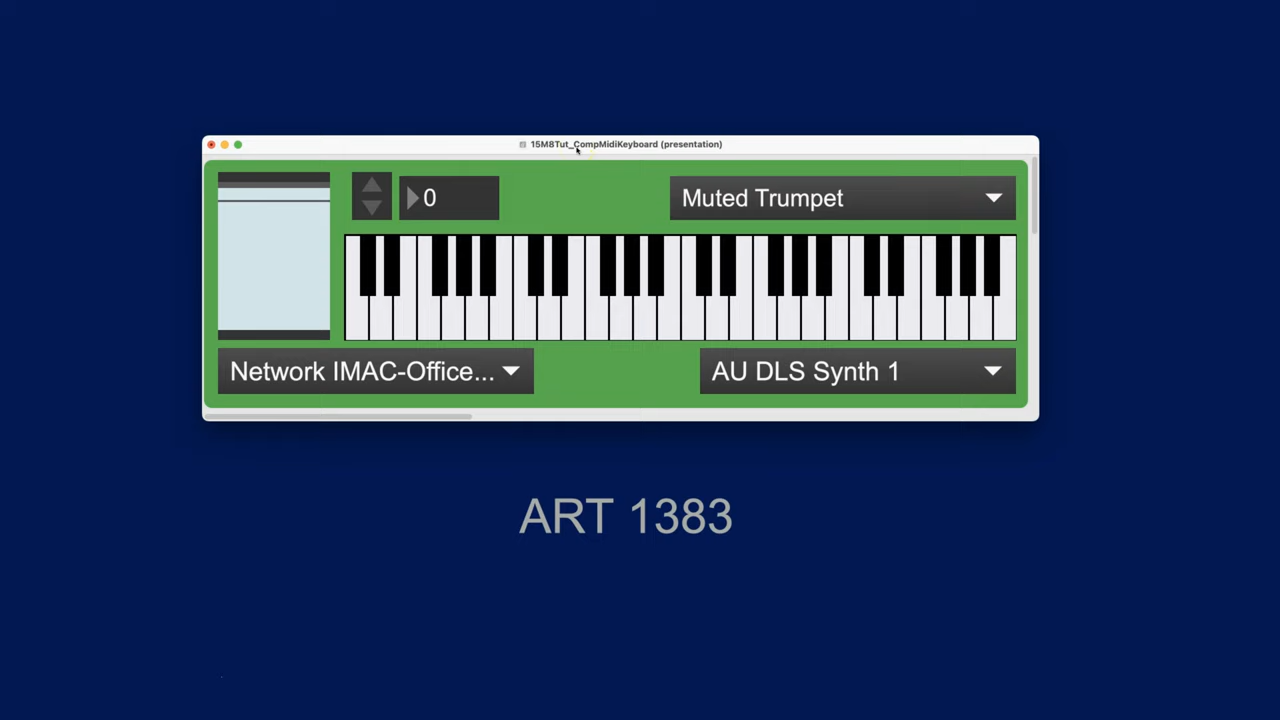 15M8Tut_CompMidiKeyboard (presentation)
0
Muted Trumpet
Network IMAC-Office...
AU DLS Synth 1
ART 1383